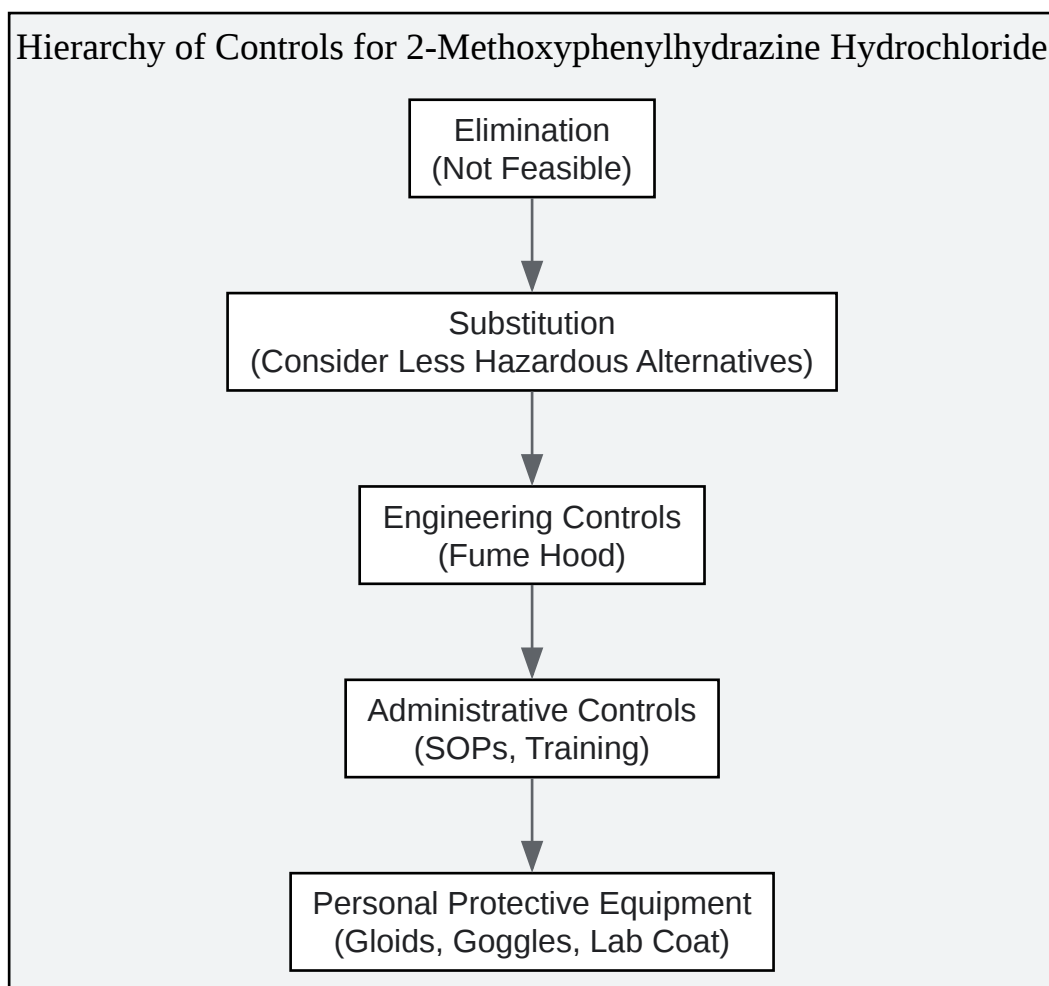 Hierarchy of Controls for 2-Methoxyphenylhydrazine Hydrochloride
Elimination
(Not Feasible)
Substitution
(Consider Less Hazardous Alternatives)
Engineering Controls
(Fume Hood)
Administrative Controls
(SOPs, Training)
Personal Protective Equipment
(Gloids, Goggles, Lab Coat)